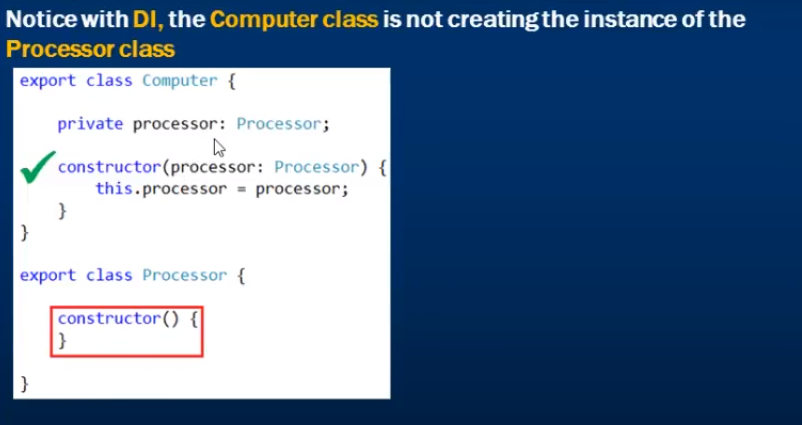 Notice with DI, the Computer class is not creating the instance of the
Processor class
export class Computer {
private processor: Processor;
constructor(processor: Processor) {
this.processor = processor;
}
}
export class Processor {
constructor() {
}
}